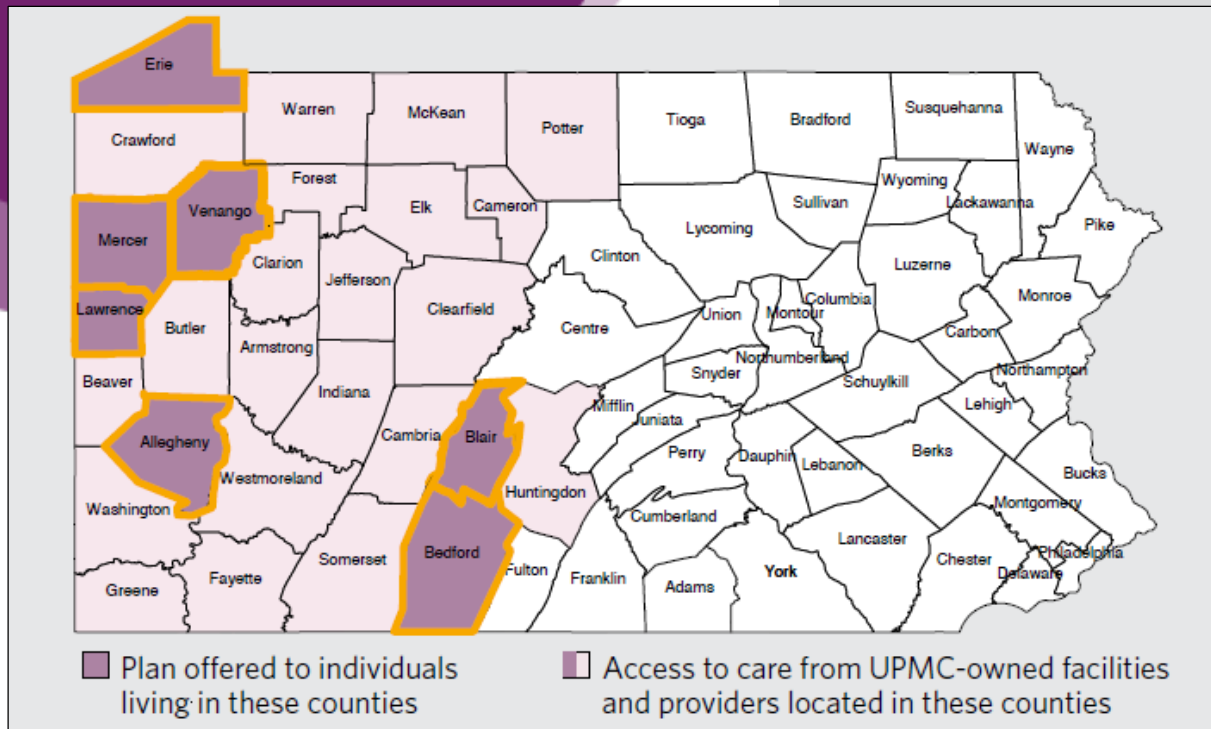 Erie
Warren
McKean
Potter
Tioga
Bradford
Susquehanna
Wayne
Crawford
Forest
Elk
Cameron
Wyoming
Lackawanna
Sullivan
Pike
Venango
Mercer
Clarion
Jefferson
Clinton
Lycoming
Luzerne
Columbia
Monroe
Lawrence
Butler
Clearfield
Centre
Union
Montour
Carbon
Armstrong
Northumberland
Snyder
Schuylkill
Northampton
Beaver
Indiana
Mifflin
Lehigh
Allegheny
Cambria
Blair
Juniata
Perry
Dauphin
Lebanon
Berks
Bucks
Westmoreland
Washington
Huntingdon
Montgomery
Cumberland
Bedford
Lancaster
Somerset
Fulton
Franklin
Adams
York
Chester
Philadelphia
Delaware
Greene
Fayette
Plan offered to individuals
living in these counties
Access to care from UPMC-owned facilities
and providers located in these counties